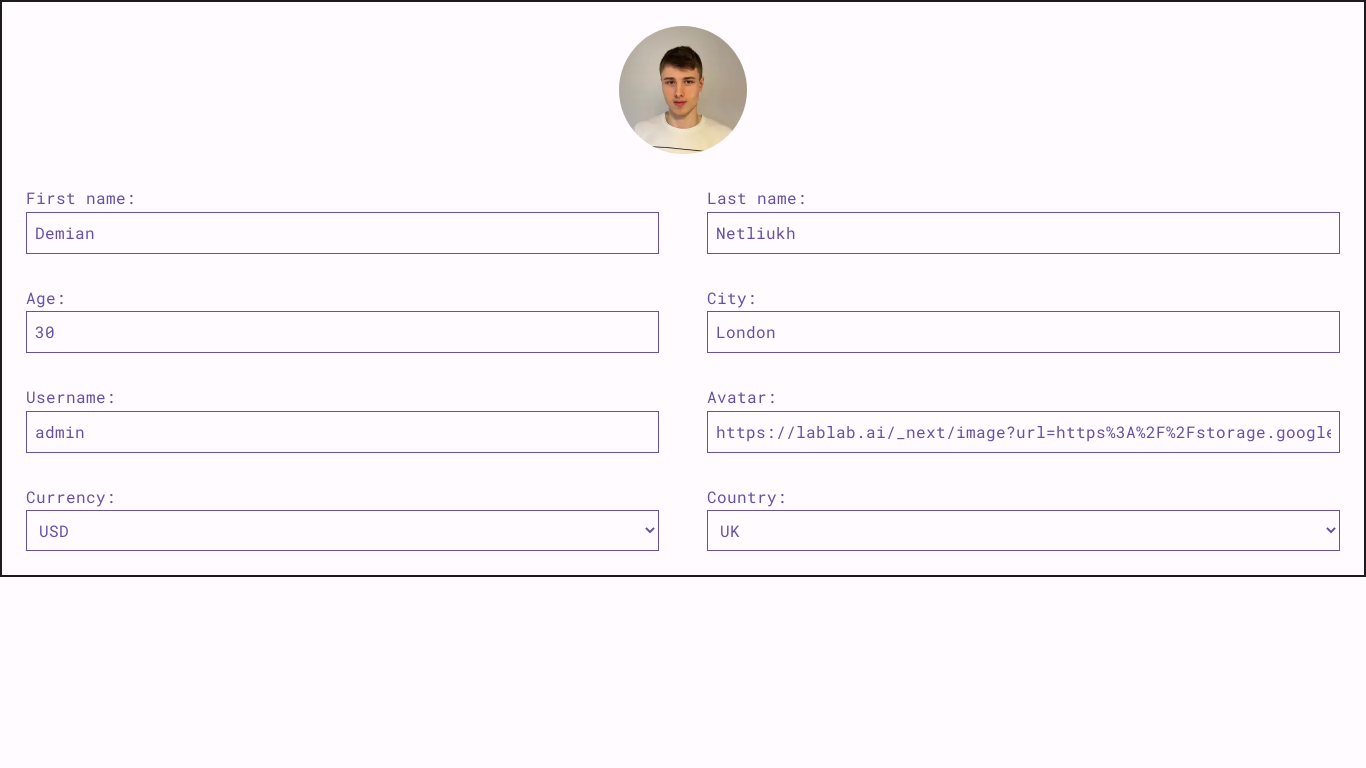 First name:
Last name:
Demian
Netliukh
Age:
City:
30
London
Username:
Avatar:
admin
https://lablab.ai/_next/image?url=https%3A%2F%2Fstorage.google
Currency:
Country:
USD
UK